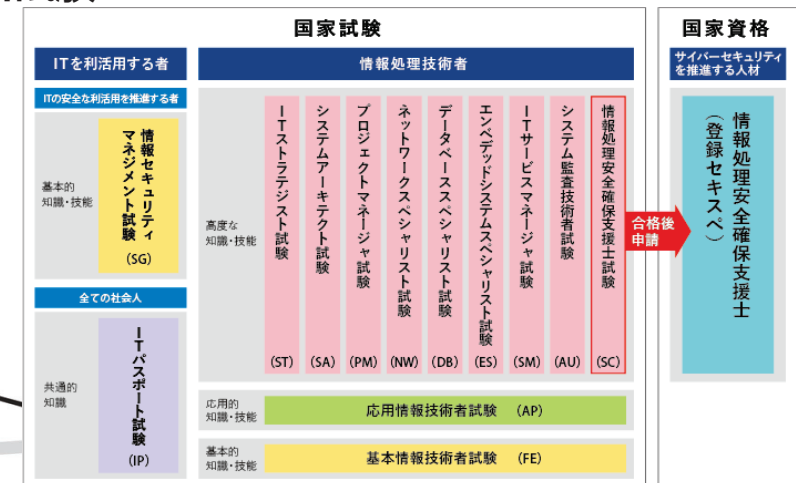 国家試験
国家資格
ITを利活用する者
情報処理技術者
サイバーセキュリティ
を推進する人材
ITの安全な利活用を推進する者
基本的
知識・技能
情報セキュリティ
マネジメント試験
(SG)
全ての社会人
共通的
知識
ITパスポート試験
(IP)
高度な
知識・技能
ITストラテジスト試験
(ST)
システムアーキテクト試験
(SA)
プロジェクトマネージャ試験
(PM)
ネットワークスペシャリスト試験
(NW)
データベーススペシャリスト試験
(DB)
エンベデッドシステムスペシャリスト試験
(ES)
ITサービスマネージャ試験
(SM)
システム監査技術者試験
(AU)
情報処理安全確保支援士試験
(SC)
合格後
申請
情報処理安全確保支援士
(登録セキスペ)
応用的
知識・技能
応用情報技術者試験 (AP)
基本的
知識・技能
基本情報技術者試験 (FE)